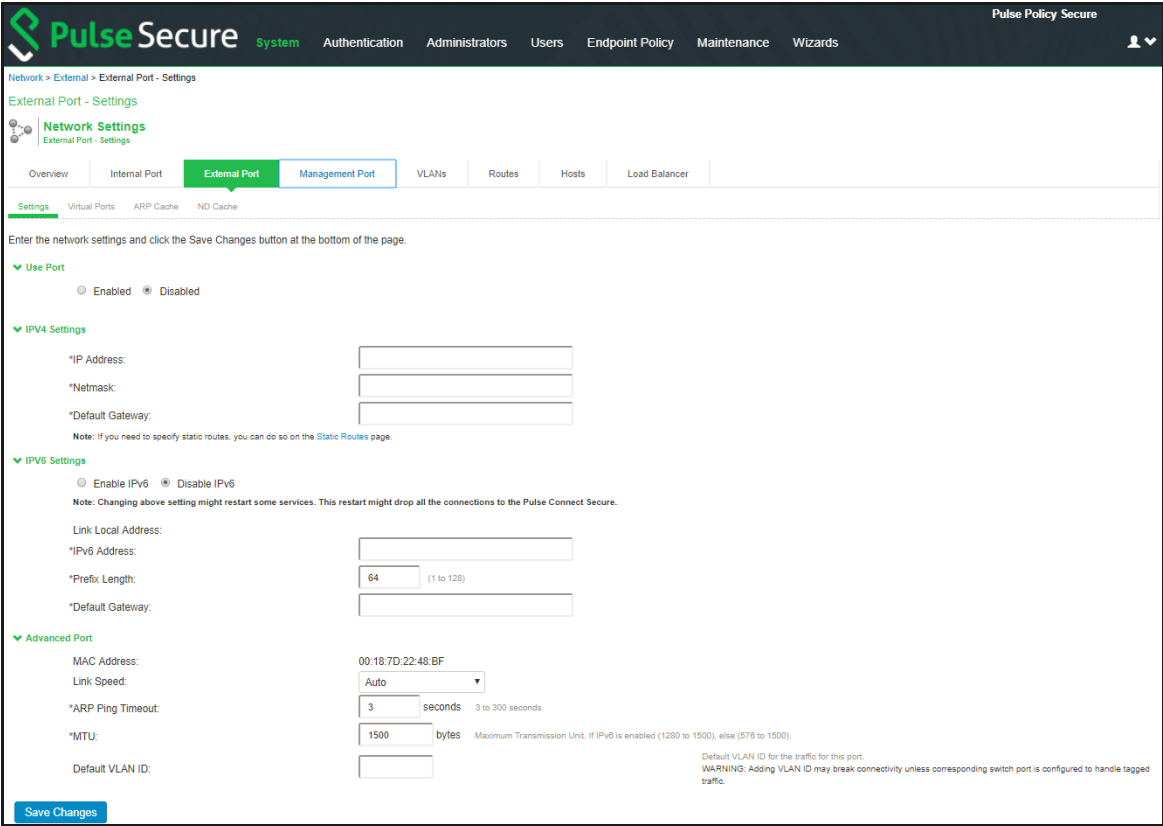 Pulse Policy Secure
Pulse Secure System Authentication Administrators Users Endpoint Policy Maintenance Wizards
Network > External > External Port - Settings
External Port - Settings
Network Settings
External Port - Settings
Overview Internal Port External Port Management Port VLANs Routes Hosts Load Balancer
Settings Virtual Ports ARP Cache ND Cache
Enter the network settings and click the Save Changes button at the bottom of the page.
Use Port
Enabled Disabled
IPV4 Settings
*IP Address:
*Netmask:
*Default Gateway:
Note: If you need to specify static routes, you can do so on the Static Routes page.
IPV6 Settings
Enable IPv6 Disable IPv6
Note: Changing above setting might restart some services. This restart might drop all the connections to the Pulse Connect Secure.
Link Local Address:
*IPv6 Address:
*Prefix Length: 64 (1 to 128)
*Default Gateway:
Advanced Port
MAC Address: 00:18:7D:22:48:BF
Link Speed: Auto
*ARP Ping Timeout: 3 seconds 3 to 300 seconds
*MTU: 1500 bytes Maximum Transmission Unit. If IPv6 is enabled (1280 to 1500), else (576 to 1500).
Default VLAN ID:
Default VLAN ID for the traffic for this port.
WARNING: Adding VLAN ID may break connectivity unless corresponding switch port is configured to handle tagged
traffic.
Save Changes